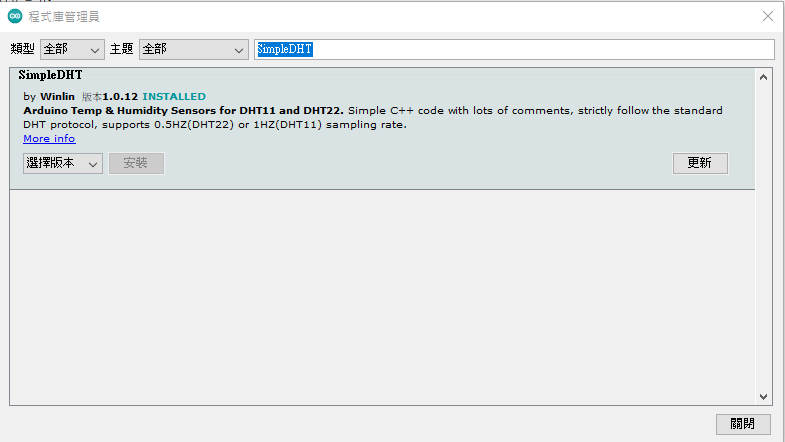 程式庫管理員
類型 全部 主題 全部 SimpleDHT
SimpleDHT
by Winlin 版本1.0.12 INSTALLED
Arduino Temp & Humidity Sensors for DHT11 and DHT22. Simple C++ code with lots of comments, strictly follow the standard
DHT protocol, supports 0.5HZ(DHT22) or 1HZ(DHT11) sampling rate.
More info
選擇版本 安裝 更新
關閉